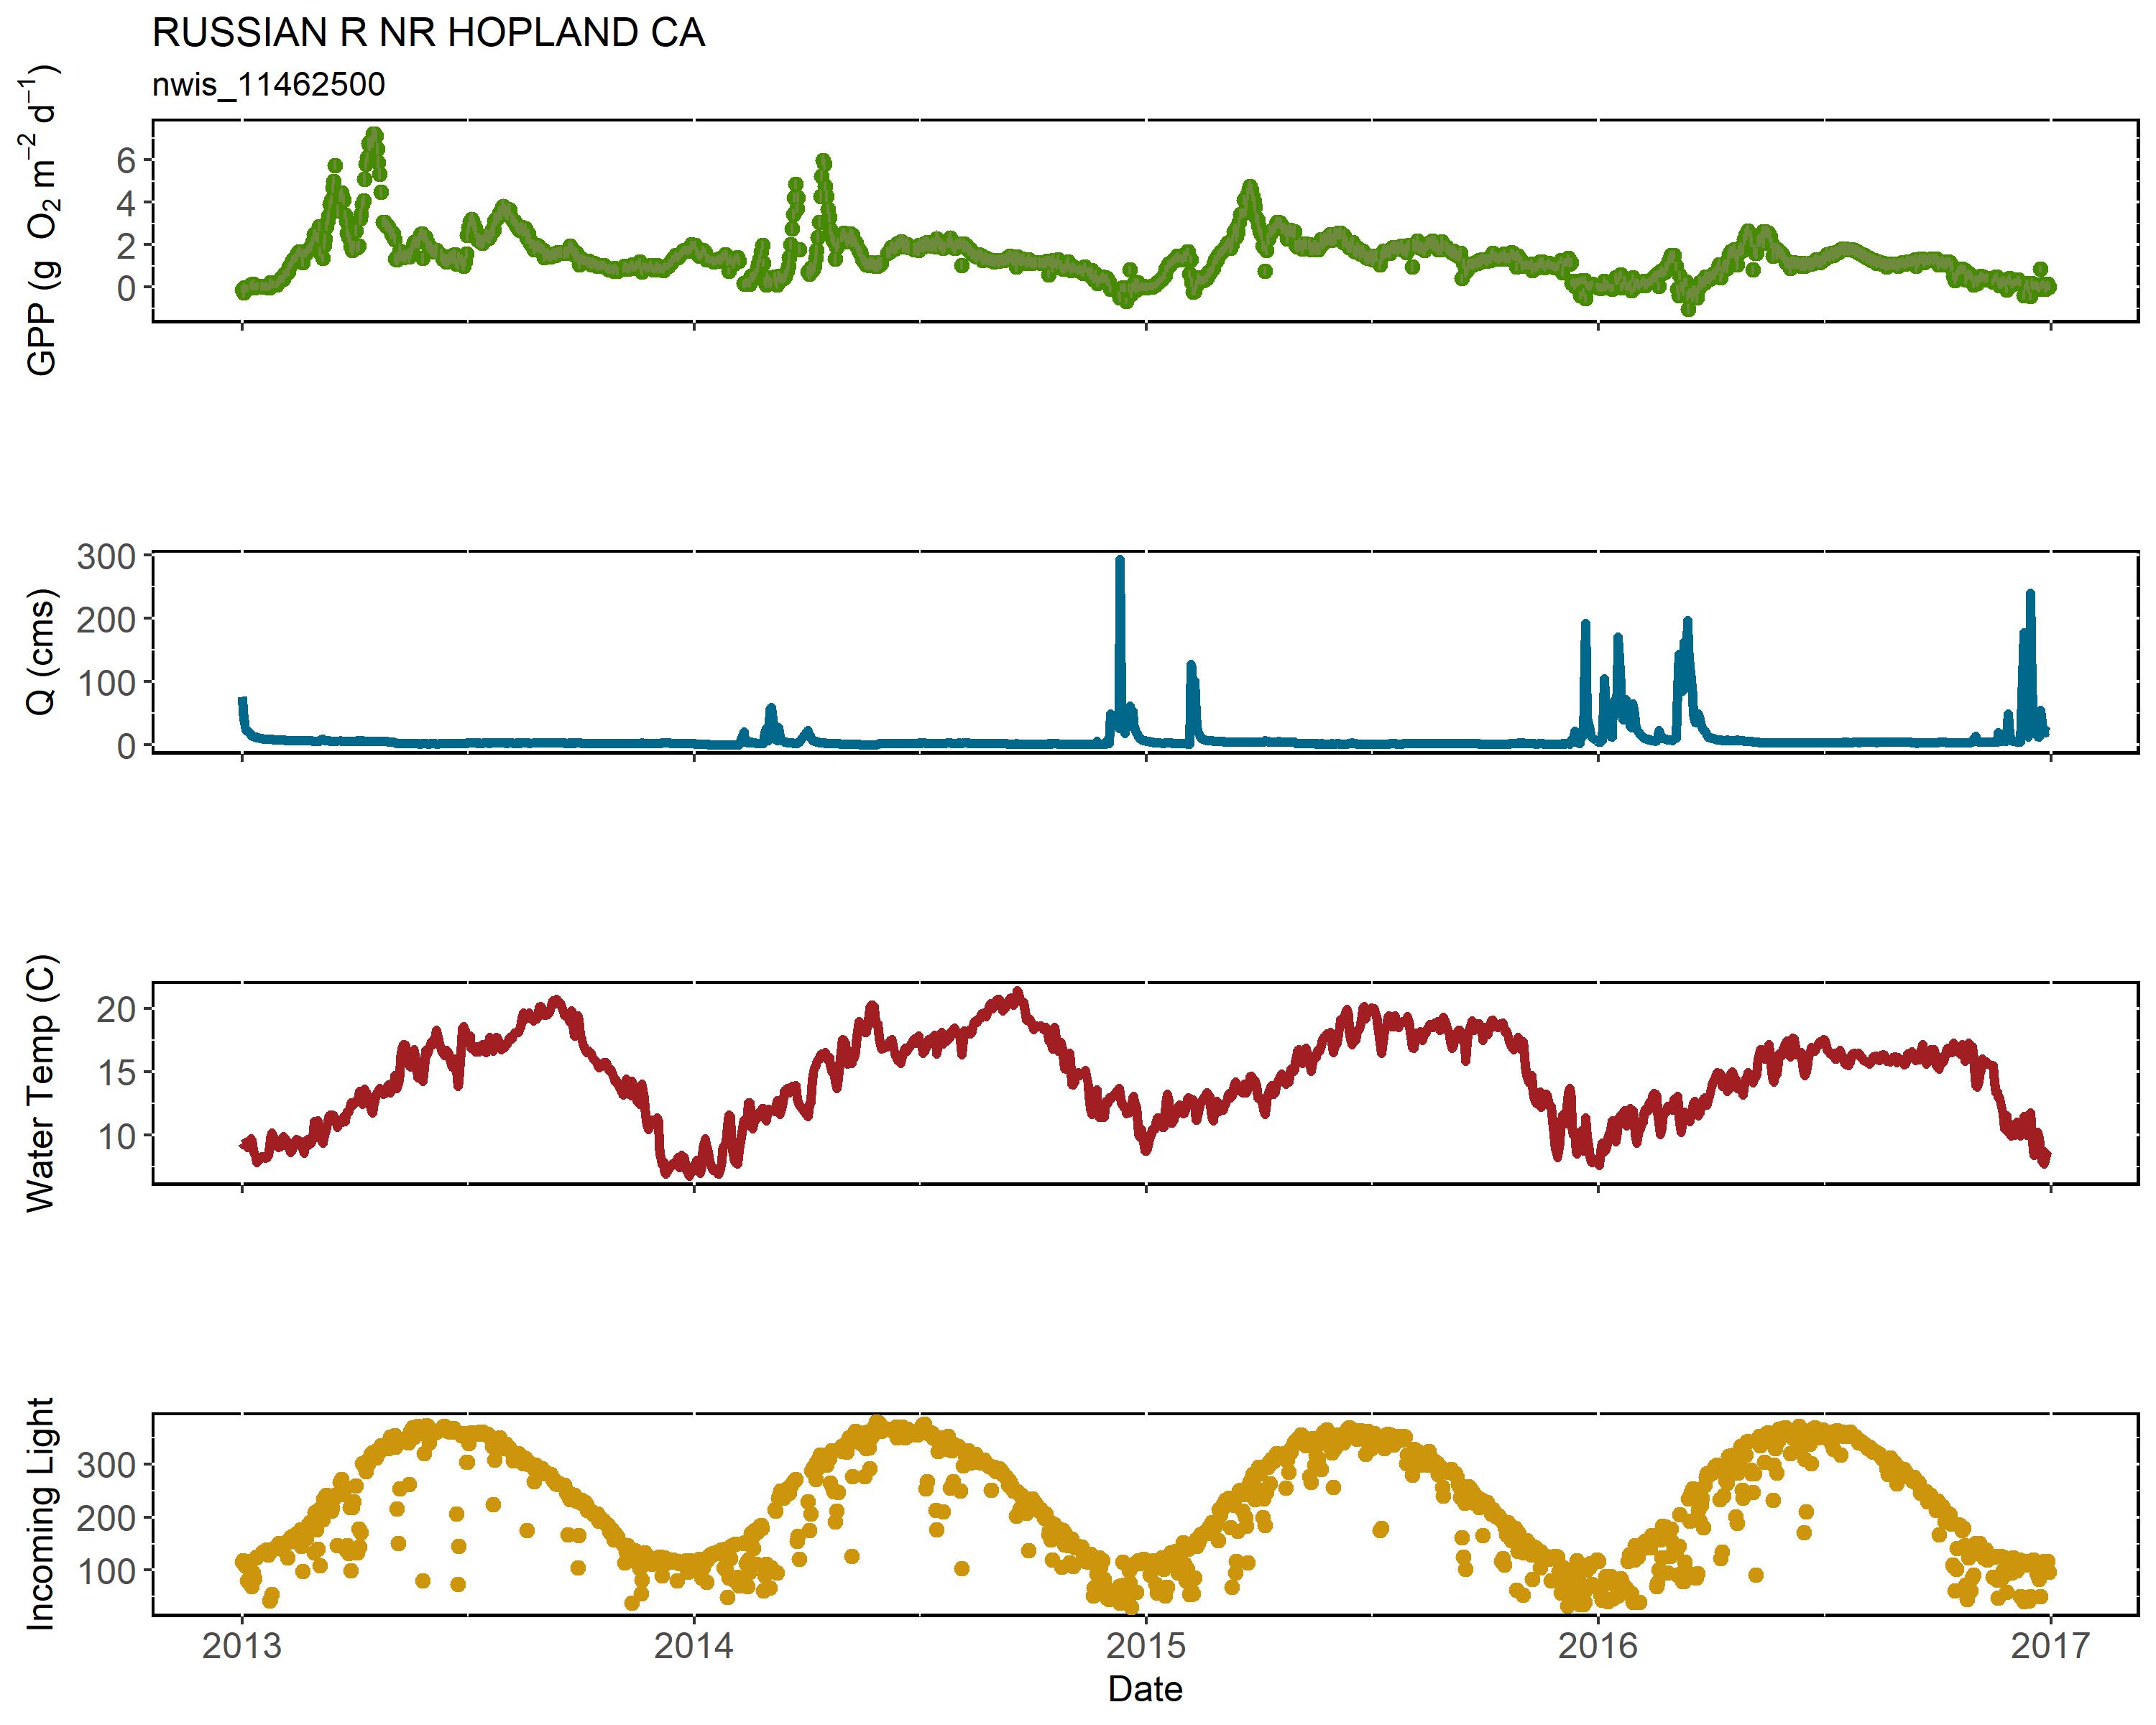 RUSSIAN R NR HOPLAND CA
nwis_11462500
GPP (g O₂ m⁻² d⁻¹)
6
4
2
0
Q (cms)
300
200
100
0
Water Temp (C)
20
15
10
Incoming Light
300
200
100
2013 2014 2015 2016 2017
Date